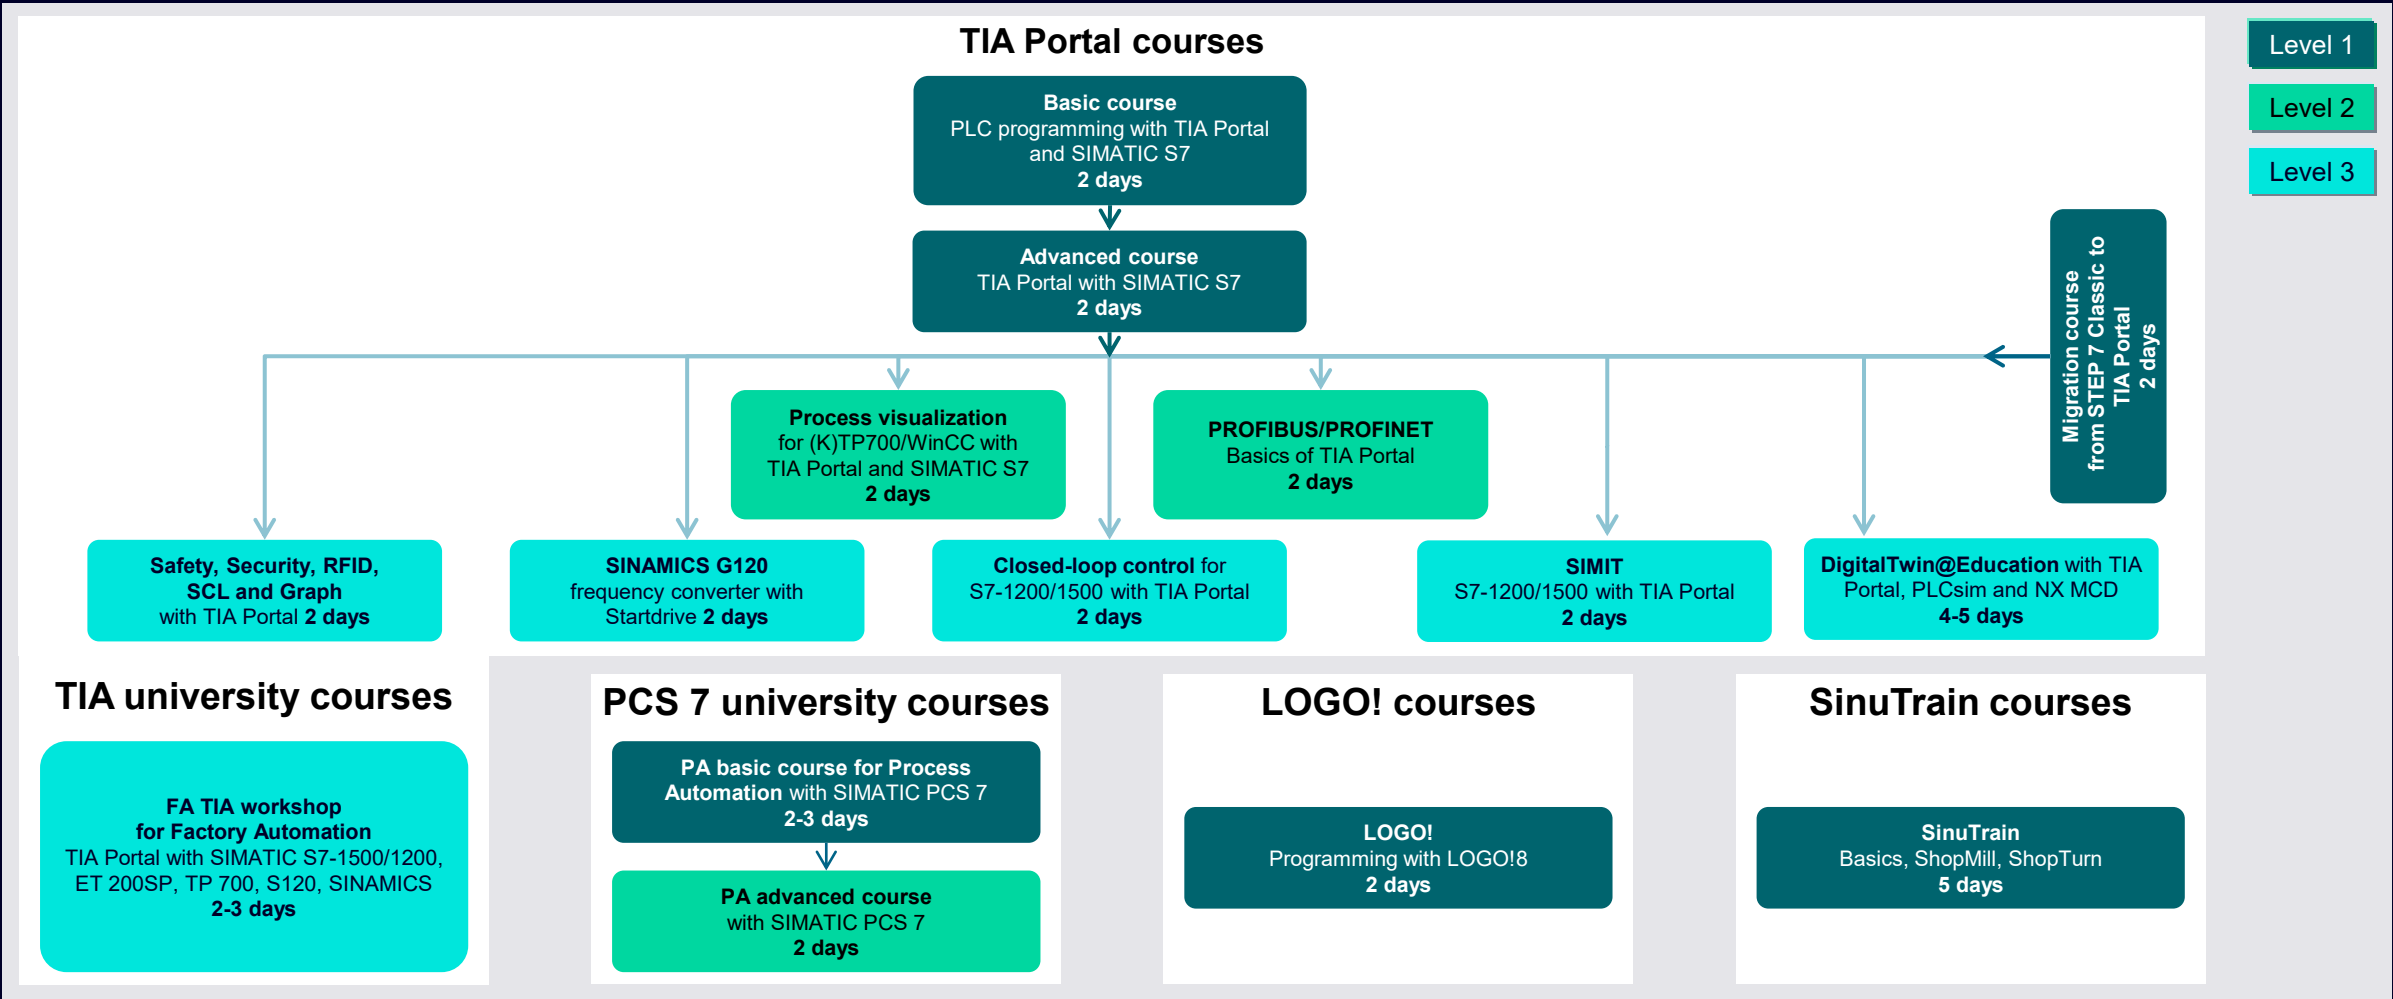 TIA Portal courses
Level 1
Level 2
Level 3
Basic course
PLC programming with TIA Portal
and SIMATIC S7
2 days
Advanced course
TIA Portal with SIMATIC S7
2 days
Migration course
from STEP 7 Classic to
TIA Portal
2 days
Process visualization
for (K)TP700/WinCC with
TIA Portal and SIMATIC S7
2 days
PROFIBUS/PROFINET
Basics of TIA Portal
2 days
Safety, Security, RFID,
SCL and Graph
with TIA Portal 2 days
SINAMICS G120
frequency converter with
Startdrive 2 days
Closed-loop control for
S7-1200/1500 with TIA Portal
2 days
SIMIT
S7-1200/1500 with TIA Portal
2 days
DigitalTwin@Education with TIA
Portal, PLCsim and NX MCD
4-5 days
TIA university courses
FA TIA workshop
for Factory Automation
TIA Portal with SIMATIC S7-1500/1200,
ET 200SP, TP 700, S120, SINAMICS
2-3 days
PCS 7 university courses
PA basic course for Process
Automation with SIMATIC PCS 7
2-3 days
PA advanced course
with SIMATIC PCS 7
2 days
LOGO! courses
LOGO!
Programming with LOGO!8
2 days
SinuTrain courses
SinuTrain
Basics, ShopMill, ShopTurn
5 days